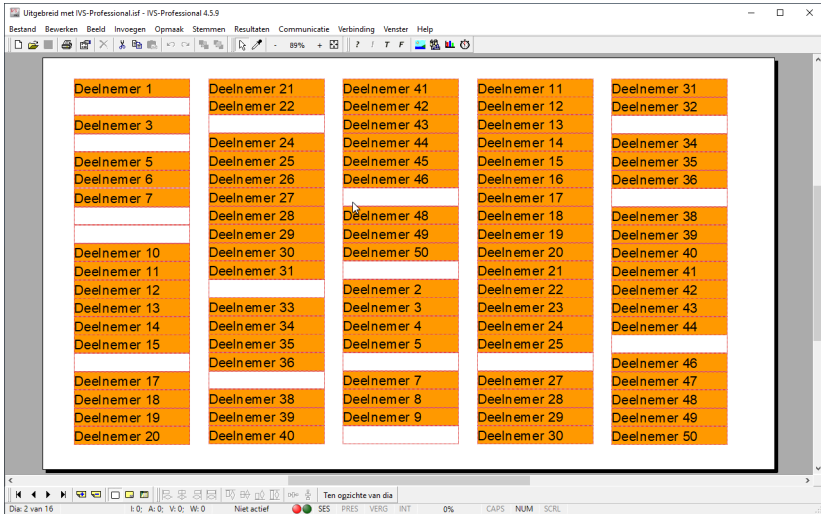 Uitgebreid met IVS-Professional.isf - IVS-Professional 4.5.9
Bestand Bewerken Beeld Invoegen Opmaak Stemmen Resultaten Communicatie Verbinding Venster Help
- 89% + ? ! T F
Deelnemer 1
Deelnemer 3
Deelnemer 5
Deelnemer 6
Deelnemer 7
Deelnemer 10
Deelnemer 11
Deelnemer 12
Deelnemer 13
Deelnemer 14
Deelnemer 15
Deelnemer 17
Deelnemer 18
Deelnemer 19
Deelnemer 20
Deelnemer 21
Deelnemer 22
Deelnemer 24
Deelnemer 25
Deelnemer 26
Deelnemer 27
Deelnemer 28
Deelnemer 29
Deelnemer 30
Deelnemer 31
Deelnemer 33
Deelnemer 34
Deelnemer 35
Deelnemer 36
Deelnemer 38
Deelnemer 39
Deelnemer 40
Deelnemer 41
Deelnemer 42
Deelnemer 43
Deelnemer 44
Deelnemer 45
Deelnemer 46
Deelnemer 48
Deelnemer 49
Deelnemer 50
Deelnemer 2
Deelnemer 3
Deelnemer 4
Deelnemer 5
Deelnemer 7
Deelnemer 8
Deelnemer 9
Deelnemer 11
Deelnemer 12
Deelnemer 13
Deelnemer 14
Deelnemer 15
Deelnemer 16
Deelnemer 17
Deelnemer 18
Deelnemer 19
Deelnemer 20
Deelnemer 21
Deelnemer 22
Deelnemer 23
Deelnemer 24
Deelnemer 25
Deelnemer 27
Deelnemer 28
Deelnemer 29
Deelnemer 30
Deelnemer 31
Deelnemer 32
Deelnemer 34
Deelnemer 35
Deelnemer 36
Deelnemer 38
Deelnemer 39
Deelnemer 40
Deelnemer 41
Deelnemer 42
Deelnemer 43
Deelnemer 44
Deelnemer 46
Deelnemer 47
Deelnemer 48
Deelnemer 49
Deelnemer 50
Ten opzichte van dia
Dia: 2 van 16 I: 0; A: 0; V: 0; W: 0 Niet actief SES PRES VERG INT 0% CAPS NUM SCRL